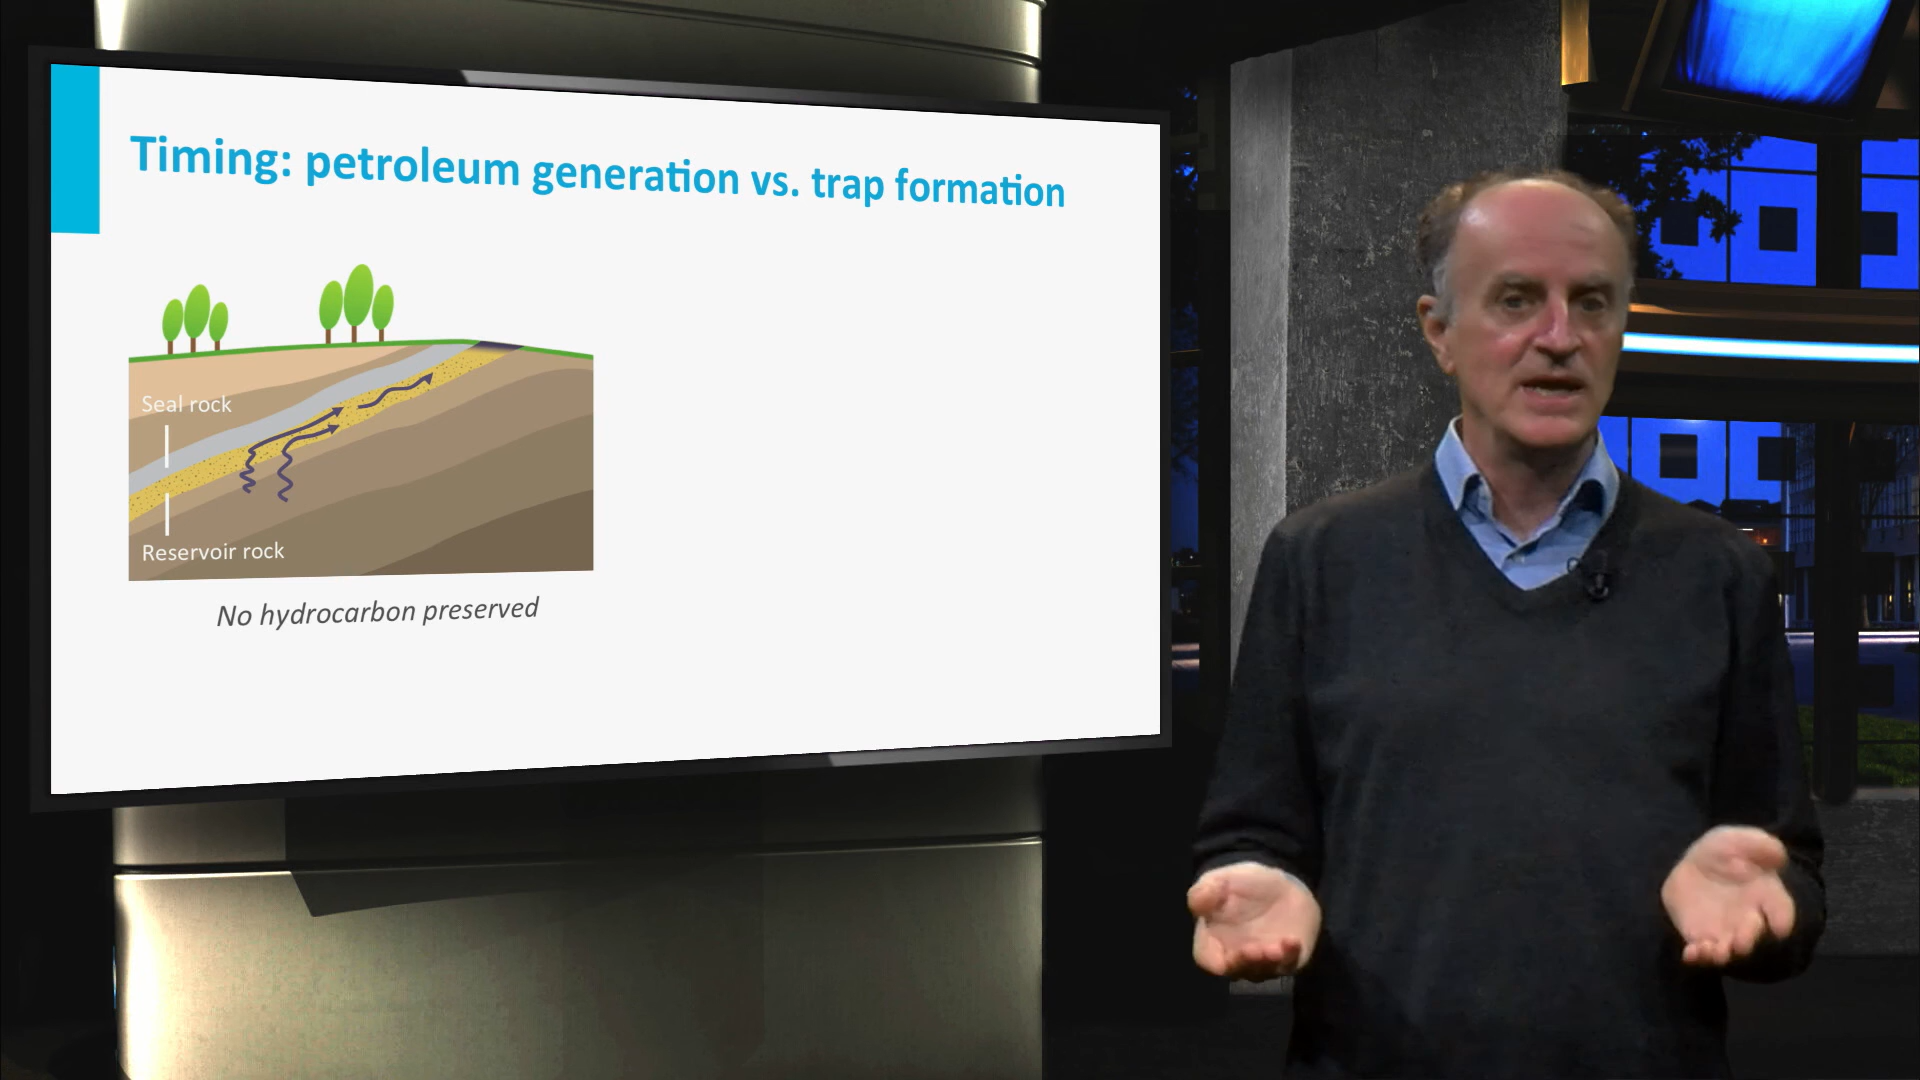 Timing: petroleum generation vs. trap formation
Seal rock
Reservoir rock
No hydrocarbon preserved